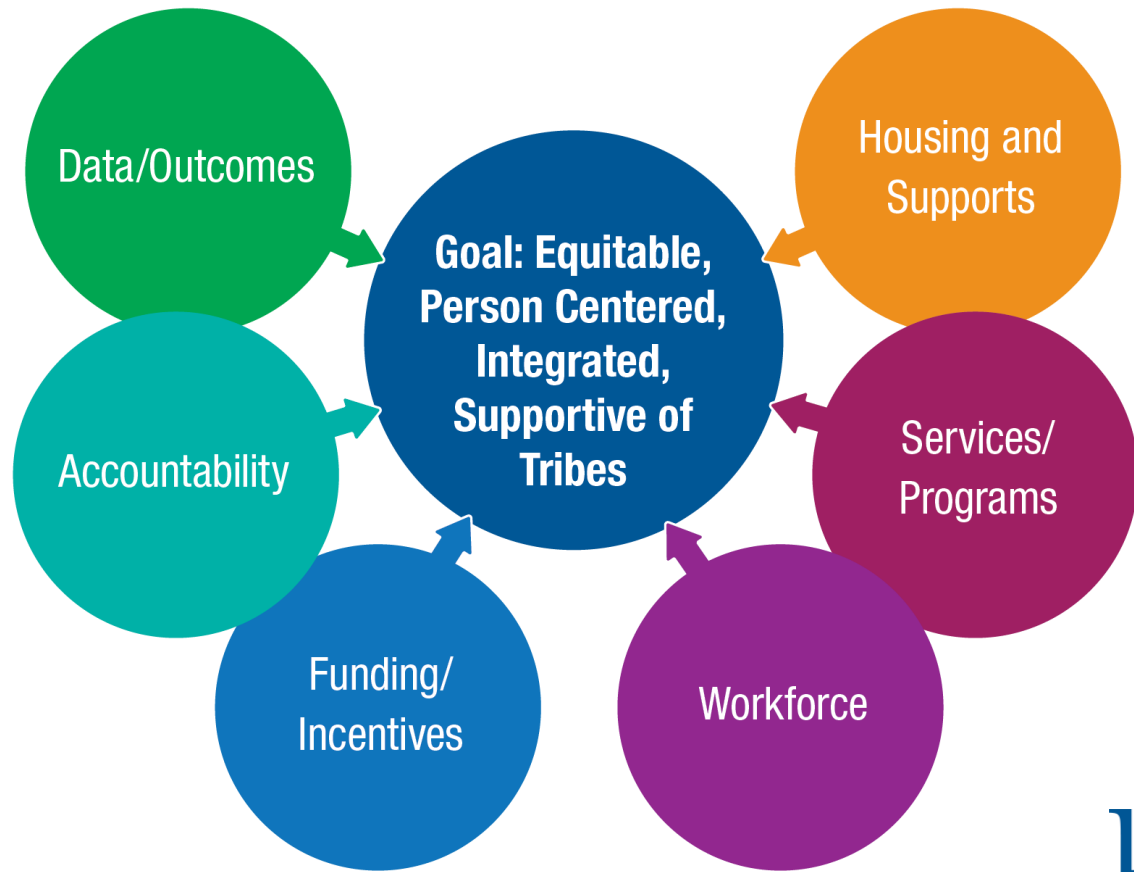 Data/Outcomes
Housing and
Supports
Goal: Equitable,
Person Centered,
Integrated,
Supportive of
Tribes
Accountability
Services/
Programs
Funding/
Incentives
Workforce